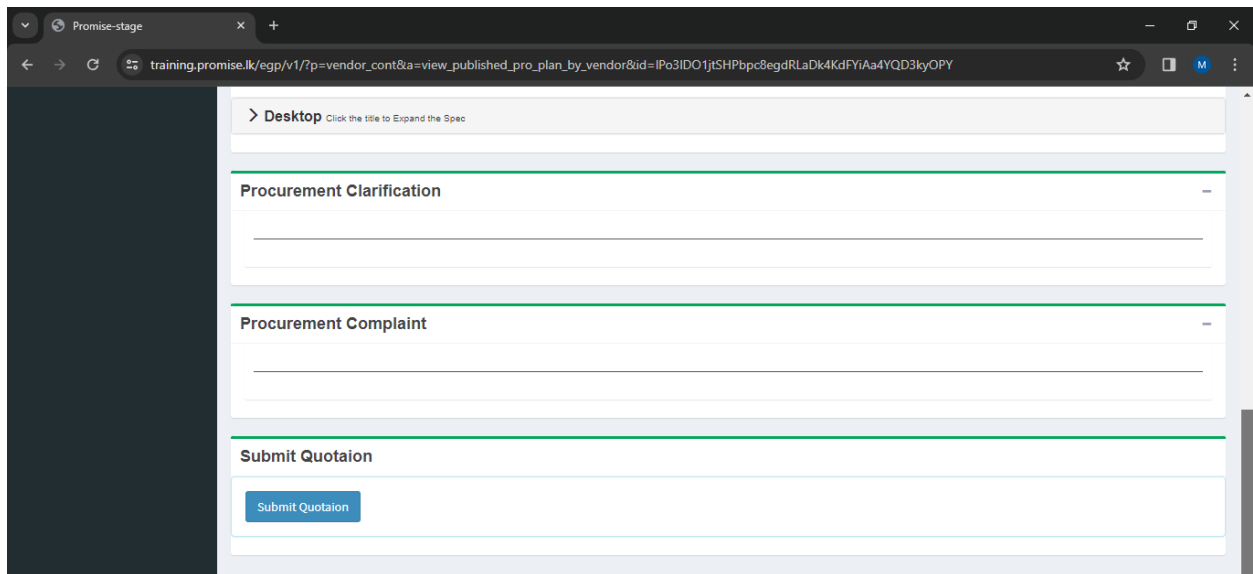 Promise-stage
training.promise.lk/egp/v1/?p=vendor_cont&a=view_published_pro_plan_by_vendor&id=IPo3IDO1jtSHPbpc8egdRLaDk4KdFYiAa4YQD3kyOPY
M
Desktop Click the title to Expand the Spec
Procurement Clarification
Procurement Complaint
Submit Quotaion
Submit Quotaion